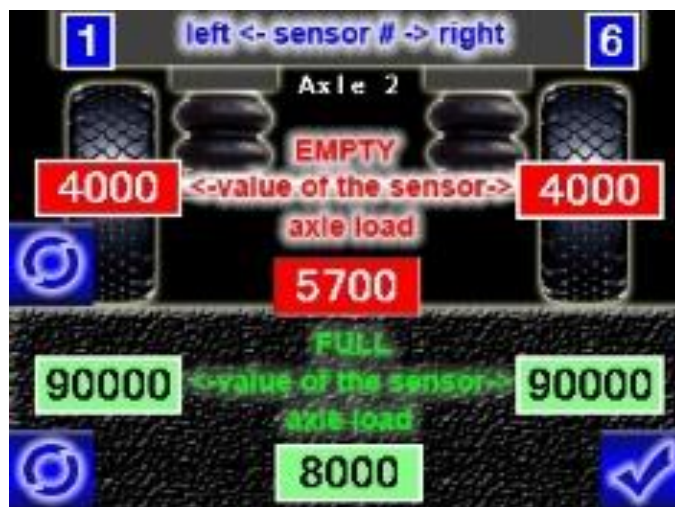 1 left <- sensor # -> right 6
Axle 2
EMPTY
4000 <-value of the sensor-> 4000
axle load
5700
FULL
90000 <-value of the sensor-> 90000
axle load
8000